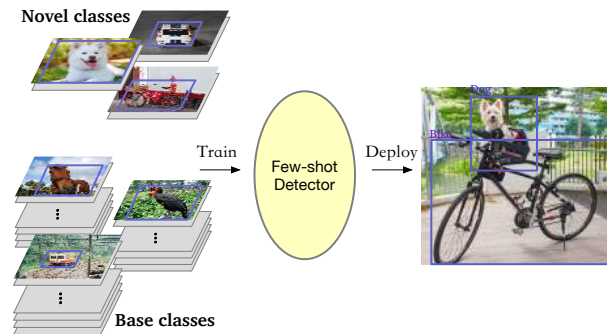 Novel classes
Train
Few-shot
Detector
Deploy
Dog
Bike
Base classes